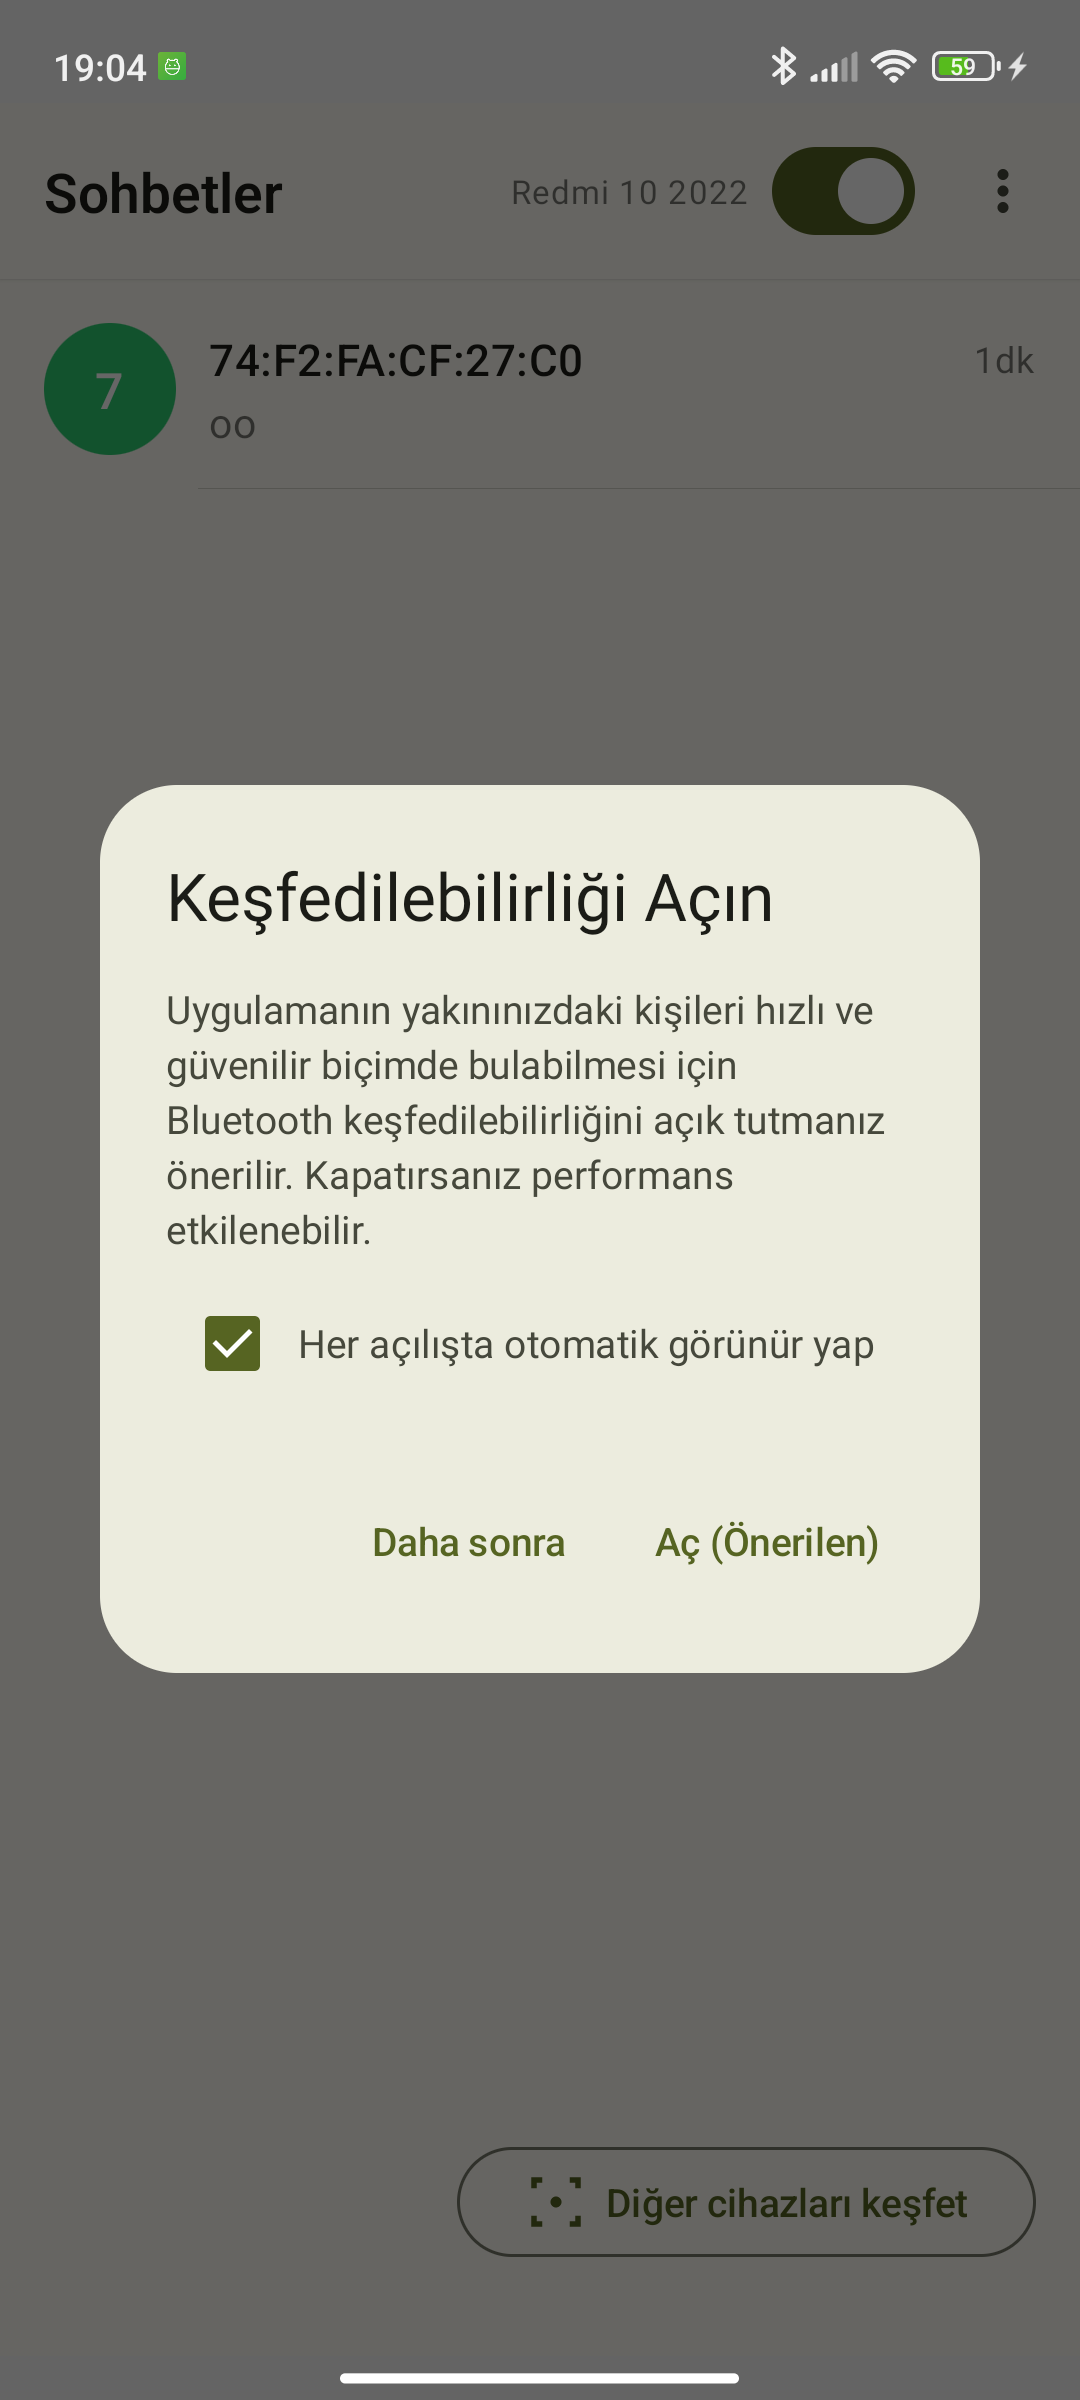 19:04
59
Sohbetler
Redmi 10 2022
7
74:F2:FA:CF:27:C0
1dk
oo
Keşfedilebilirliği Açın
Uygulamanın yakınınızdaki kişileri hızlı ve
güvenilir biçimde bulabilmesi için
Bluetooth keşfedilebilirliğini açık tutmanız
önerilir. Kapatırsanız performans
etkilenebilir.
Her açılışta otomatik görünür yap
Daha sonra
Aç (Önerilen)
Diğer cihazları keşfet